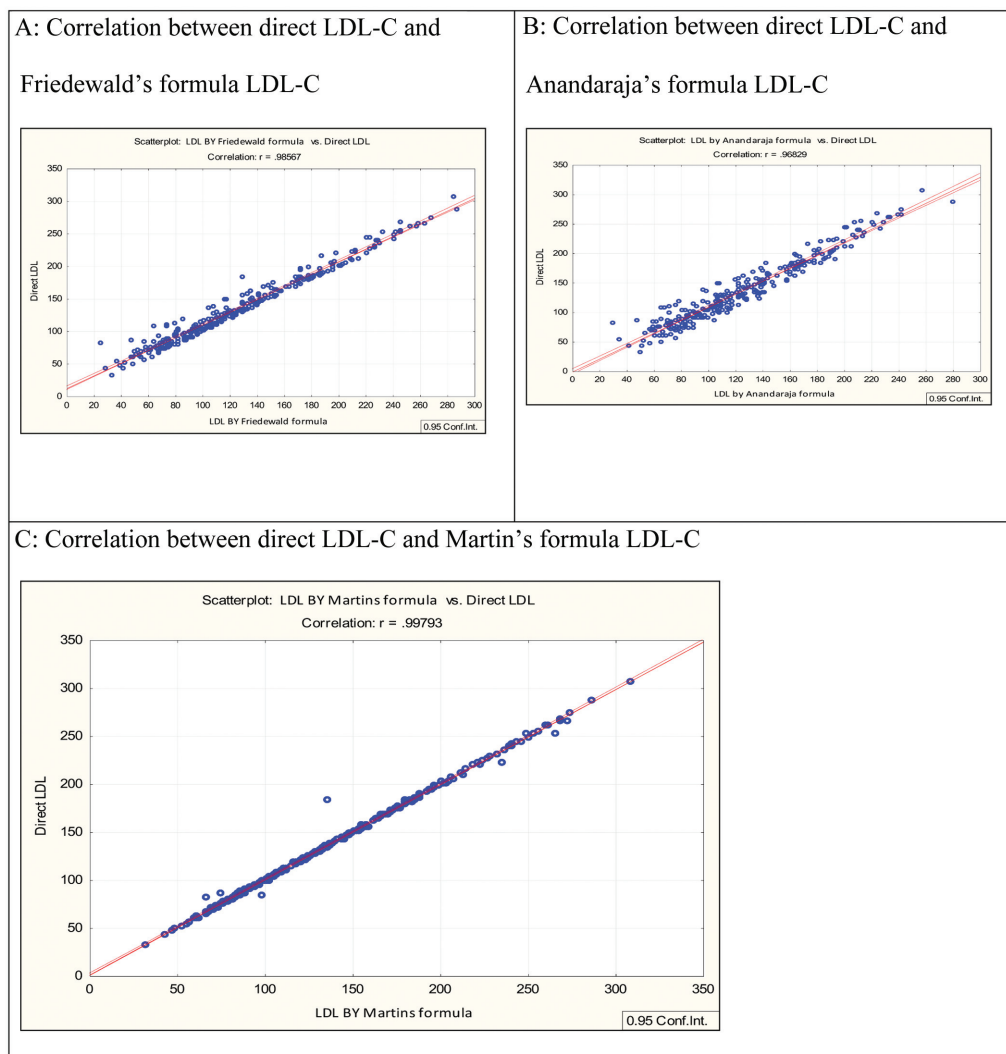 A: Correlation between direct LDL-C and
Friedewald's formula LDL-C
Scatterplot: LDL BY Friedewald formula vs. Direct LDL
Correlation: r = .98567
350
300
250
200
150
100
50
0
Direct LDL
0 20 40 60 80 100 120 140 160 180 200 220 240 260 280 300
LDL BY Friedewald formula
0.95 Conf.Int.
B: Correlation between direct LDL-C and
Anandaraja's formula LDL-C
Scatterplot: LDL by Anandaraja formula vs. Direct LDL
Correlation: r = .96829
350
300
250
200
150
100
50
0
Direct LDL
0 20 40 60 80 100 120 140 160 180 200 220 240 260 280 300
LDL by Anandaraja formula
0.95 Conf.Int.
C: Correlation between direct LDL-C and Martin's formula LDL-C
Scatterplot: LDL BY Martins formula vs. Direct LDL
Correlation: r = .99793
350
300
250
200
150
100
50
0
Direct LDL
0 50 100 150 200 250 300 350
LDL BY Martins formula
0.95 Conf.Int.